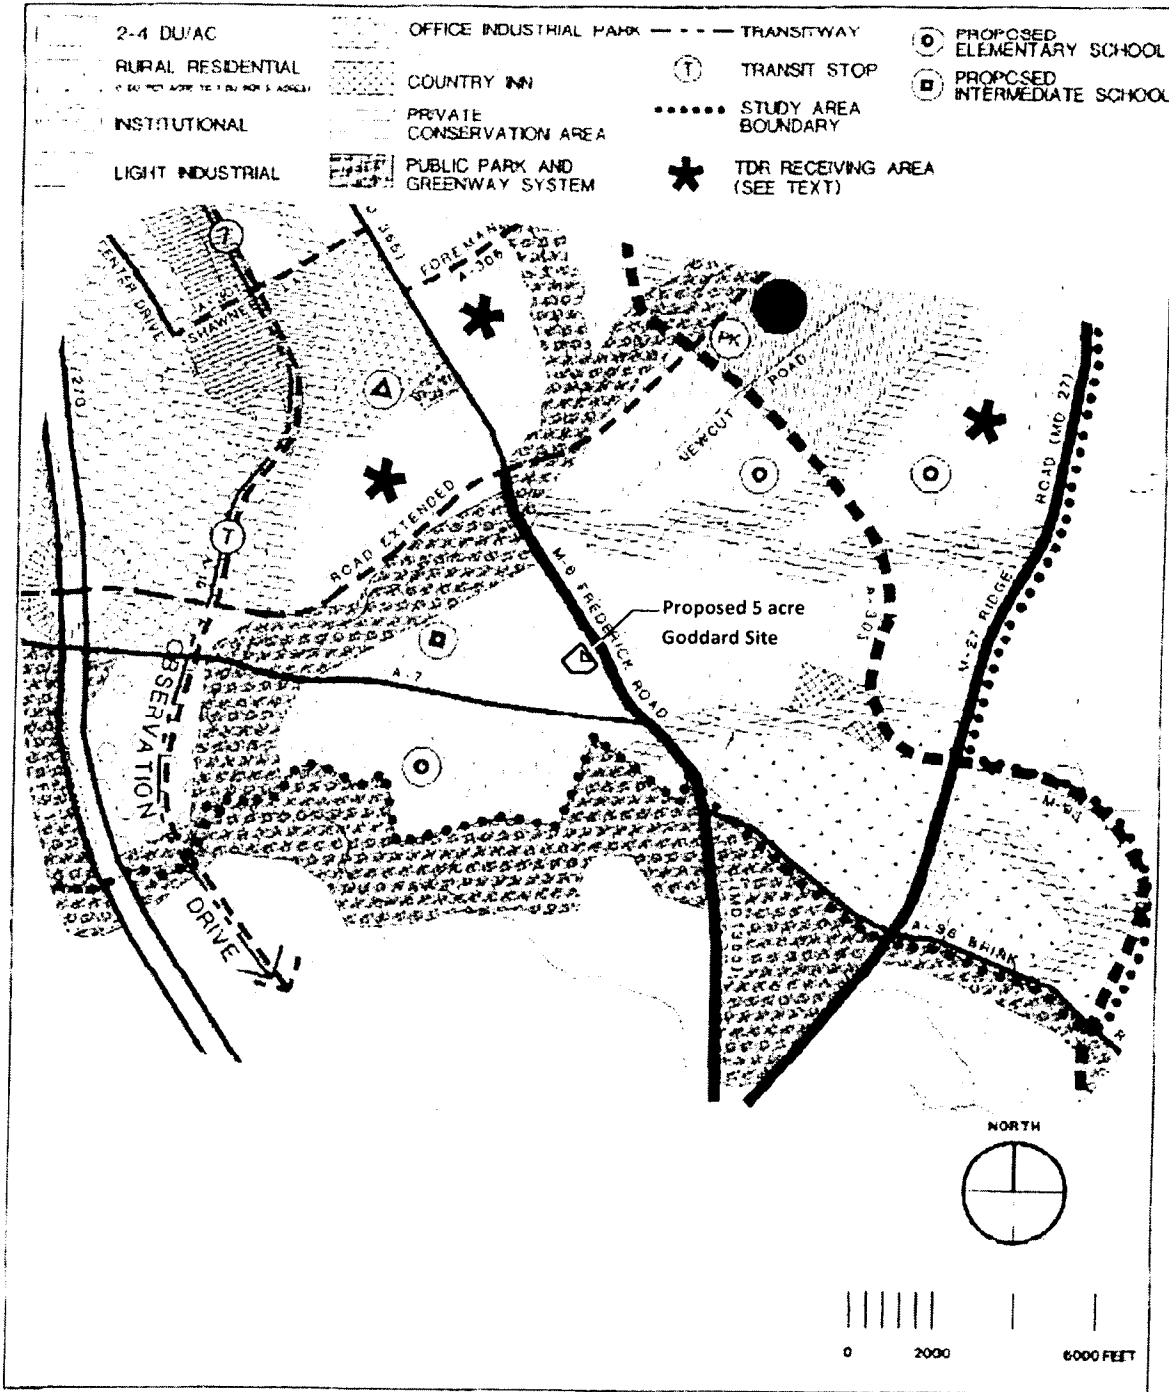 2-4 DU/AC
RURAL RESIDENTIAL
INSTITUTIONAL
LIGHT INDUSTRIAL
OFFICE INDUSTRIAL PARK
COUNTRY INN
PRIVATE
CONSERVATION AREA
PUBLIC PARK AND
GREENWAY SYSTEM
TRANSITWAY
T
TRANSIT STOP
STUDY AREA
BOUNDARY
TDR RECEIVING AREA
(SEE TEXT)
PROPOSED
ELEMENTARY SCHOOL
PROPOSED
INTERMEDIATE SCHOOL
FOREMAN
A-306
CENTER DRIVE
SHAWNEE
PK
NEWCUT ROAD
ROAD (MD 27)
M-27 RIDGE
ROAD EXTENDED
T
M-6 FREDERICK ROAD
Proposed 5 acre
Goddard Site
A-7
OBSERVATION
DRIVE
(MD 355)
BRINK
NORTH
0 2000 6000 FEET